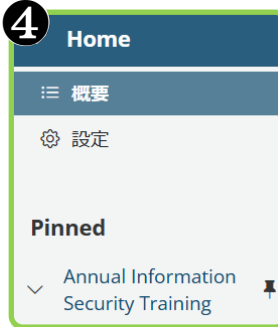 4
Home
概要
設定
Pinned
Annual Information
Security Training